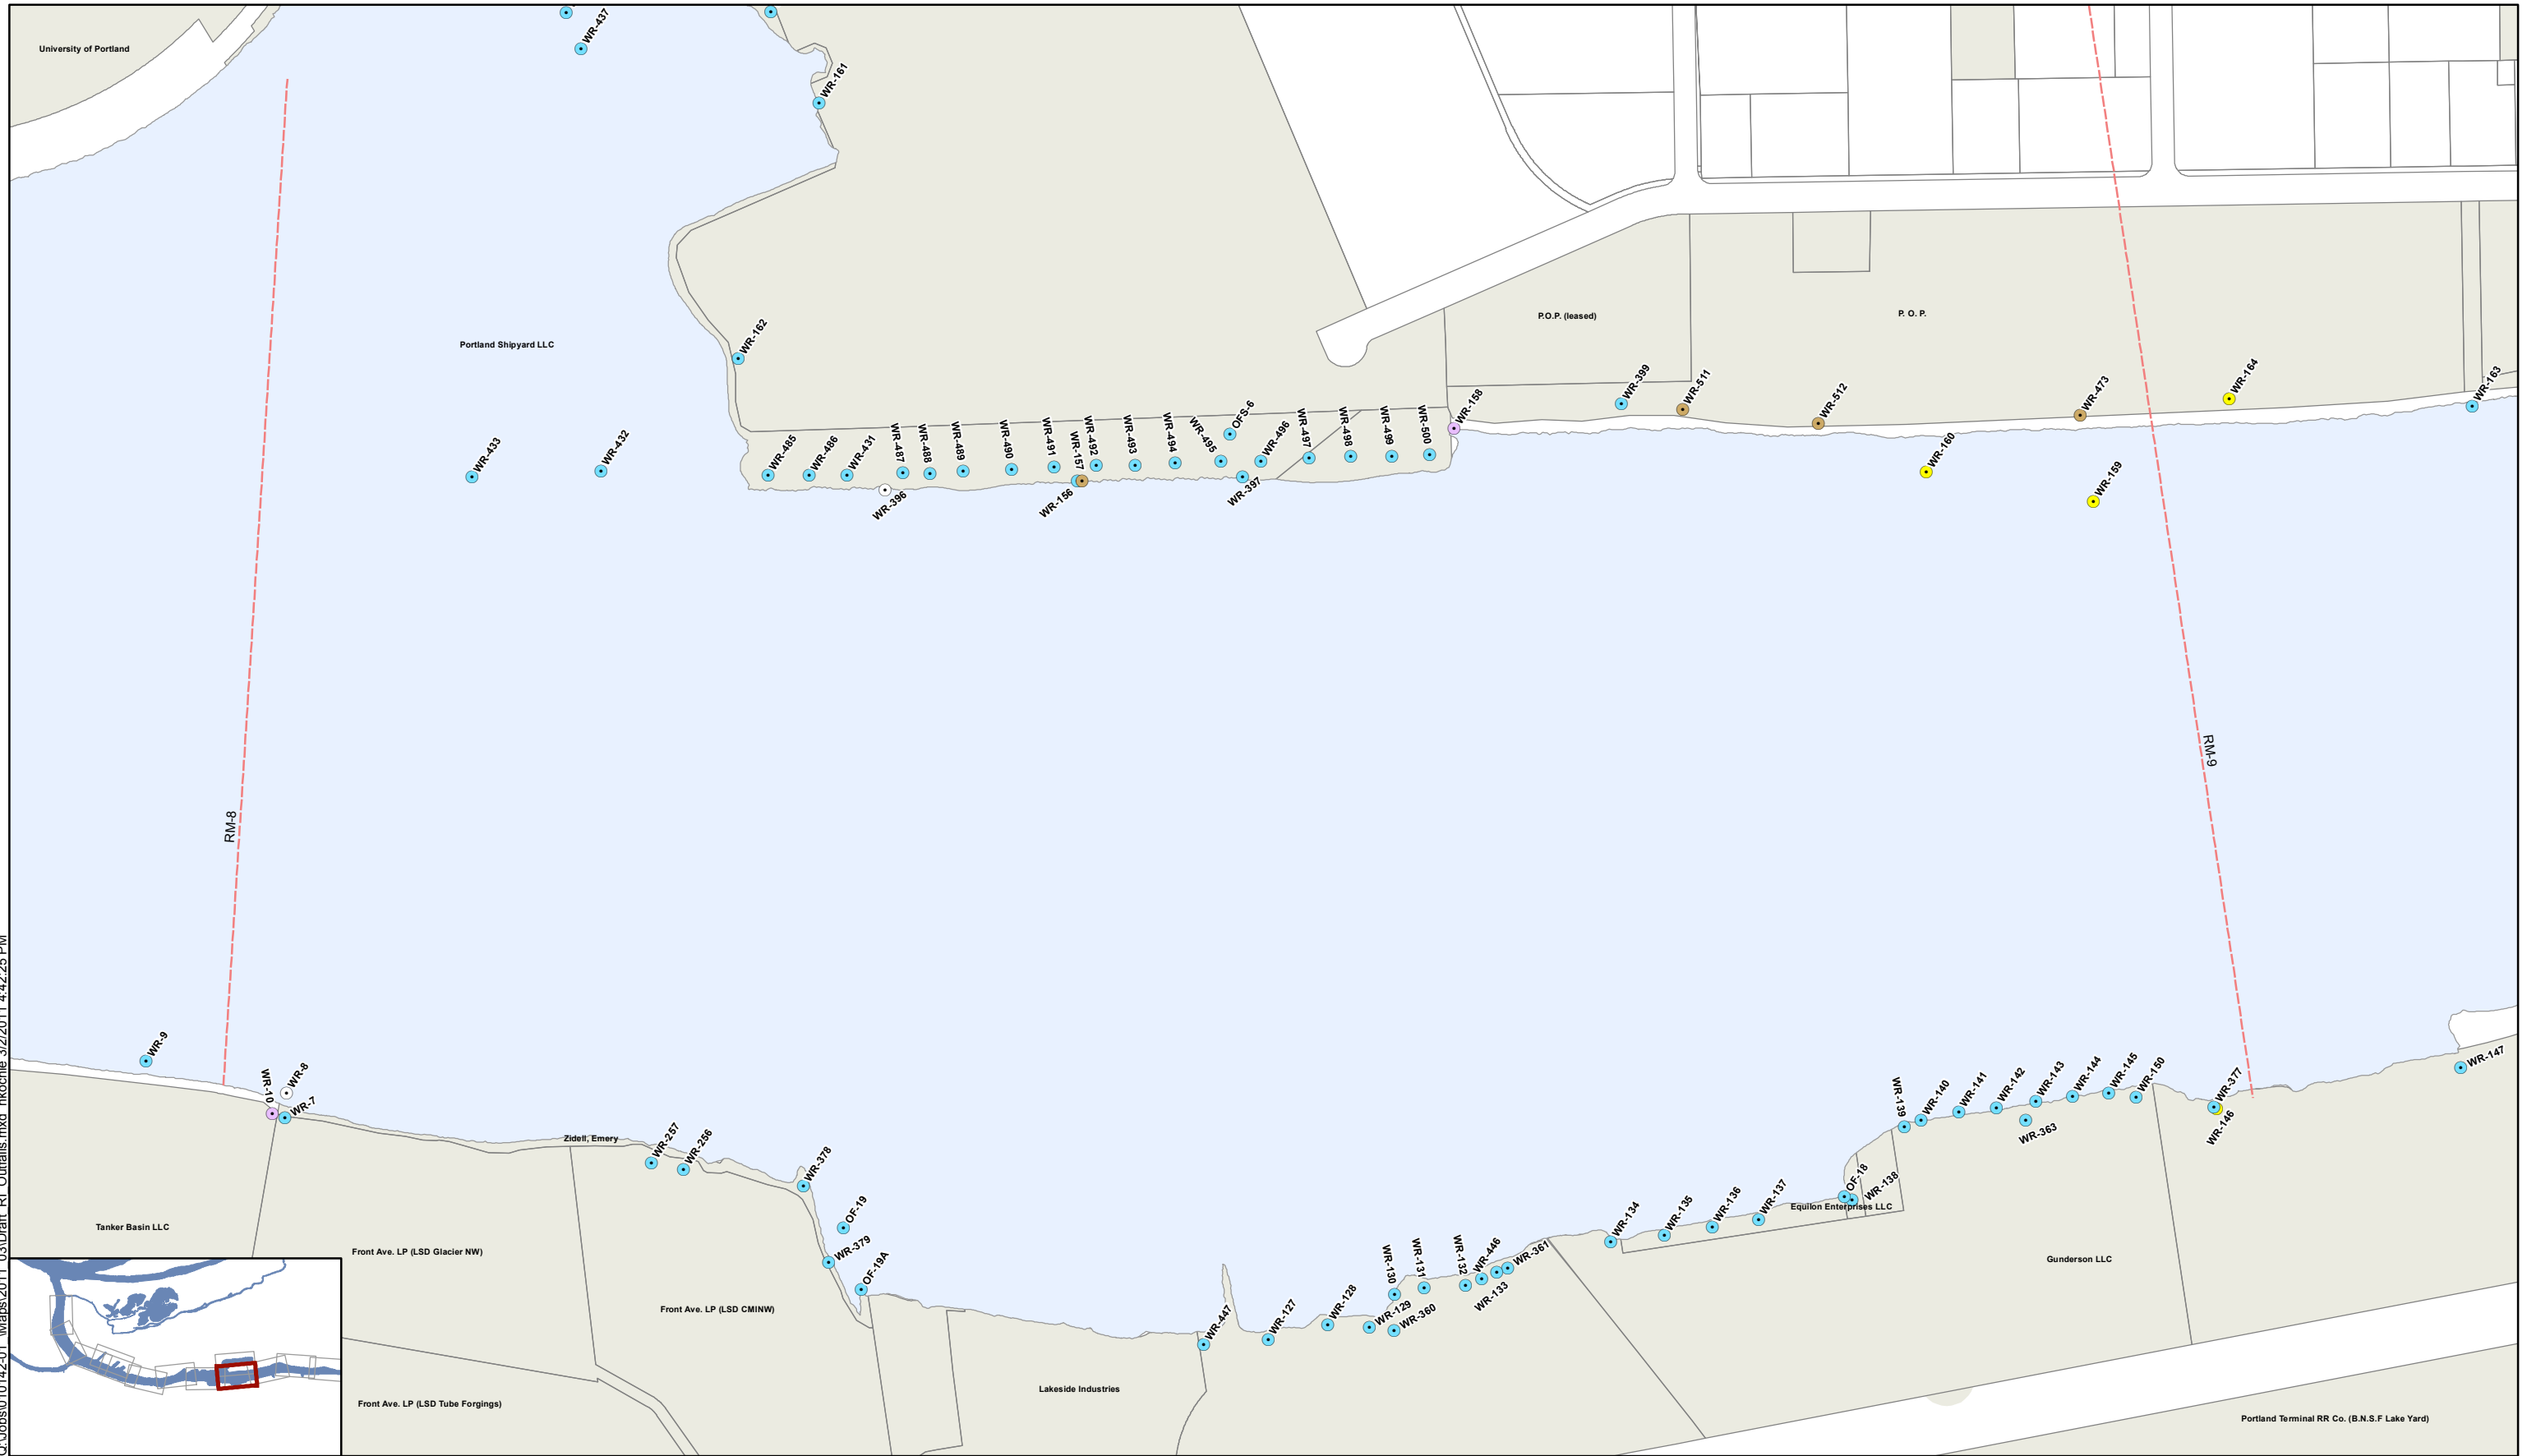 WR-437
University of Portland
WR-161
P. O. P.
P.O.P. (leased)
Portland Shipyard LLC
WR-162
WR-399
WR-511
WR-512
WR-473
WR-164
WR-163
WR-158
OFS-6
WR-433
WR-432
WR-485
WR-486
WR-431
WR-487
WR-488
WR-489
WR-490
WR-491
WR-157
WR-492
WR-493
WR-494
WR-495
WR-496
WR-497
WR-498
WR-499
WR-500
WR-396
WR-156
WR-397
WR-160
WR-159
RM-9
RM-8
WR-9
WR-10
WR-8
WR-7
WR-139
WR-140
WR-141
WR-142
WR-143
WR-144
WR-145
WR-150
WR-377
WR-146
WR-147
WR-363
Zidell, Emery
WR-257
WR-256
WR-378
OF-19
WR-379
OF-19A
OF-18
WR-138
Equilon Enterprises LLC
WR-134
WR-135
WR-136
WR-137
Tanker Basin LLC
Front Ave. LP (LSD Glacier NW)
Gunderson LLC
WR-130
WR-131
WR-132
WR-446
WR-361
WR-133
Front Ave. LP (LSD CMINW)
WR-447
WR-127
WR-128
WR-129
WR-360
Lakeside Industries
Front Ave. LP (LSD Tube Forgings)
Portland Terminal RR Co. (B.N.S.F Lake Yard)